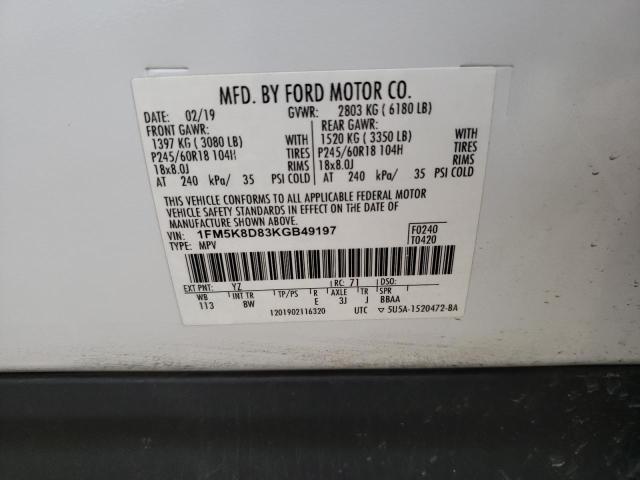 MFD. BY FORD MOTOR CO.
DATE: 02/19 GVWR: 2803 KG ( 6180 LB)
FRONT GAWR: REAR GAWR:
1397 KG ( 3080 LB) WITH 1520 KG ( 3350 LB) WITH
P245/60R18 104H TIRES P245/60R18 104H TIRES
18x8.0J RIMS 18x8.0J RIMS
AT 240 kPa/ 35 PSI COLD AT 240 kPa/ 35 PSI COLD
THIS VEHICLE CONFORMS TO ALL APPLICABLE FEDERAL MOTOR
VEHICLE SAFETY STANDARDS IN EFFECT ON THE DATE OF
MANUFACTURE SHOWN ABOVE.
VIN: 1FM5K8D83KGB49197 F0240
TYPE: MPV T0420
EXT PNT: YZ RC: 71 DSO:
WB INT TR TP/PS R AXLE TR SPR
113 8W E 3J J BBAA
1201902116320 UTC 5U5A-1520472-BA